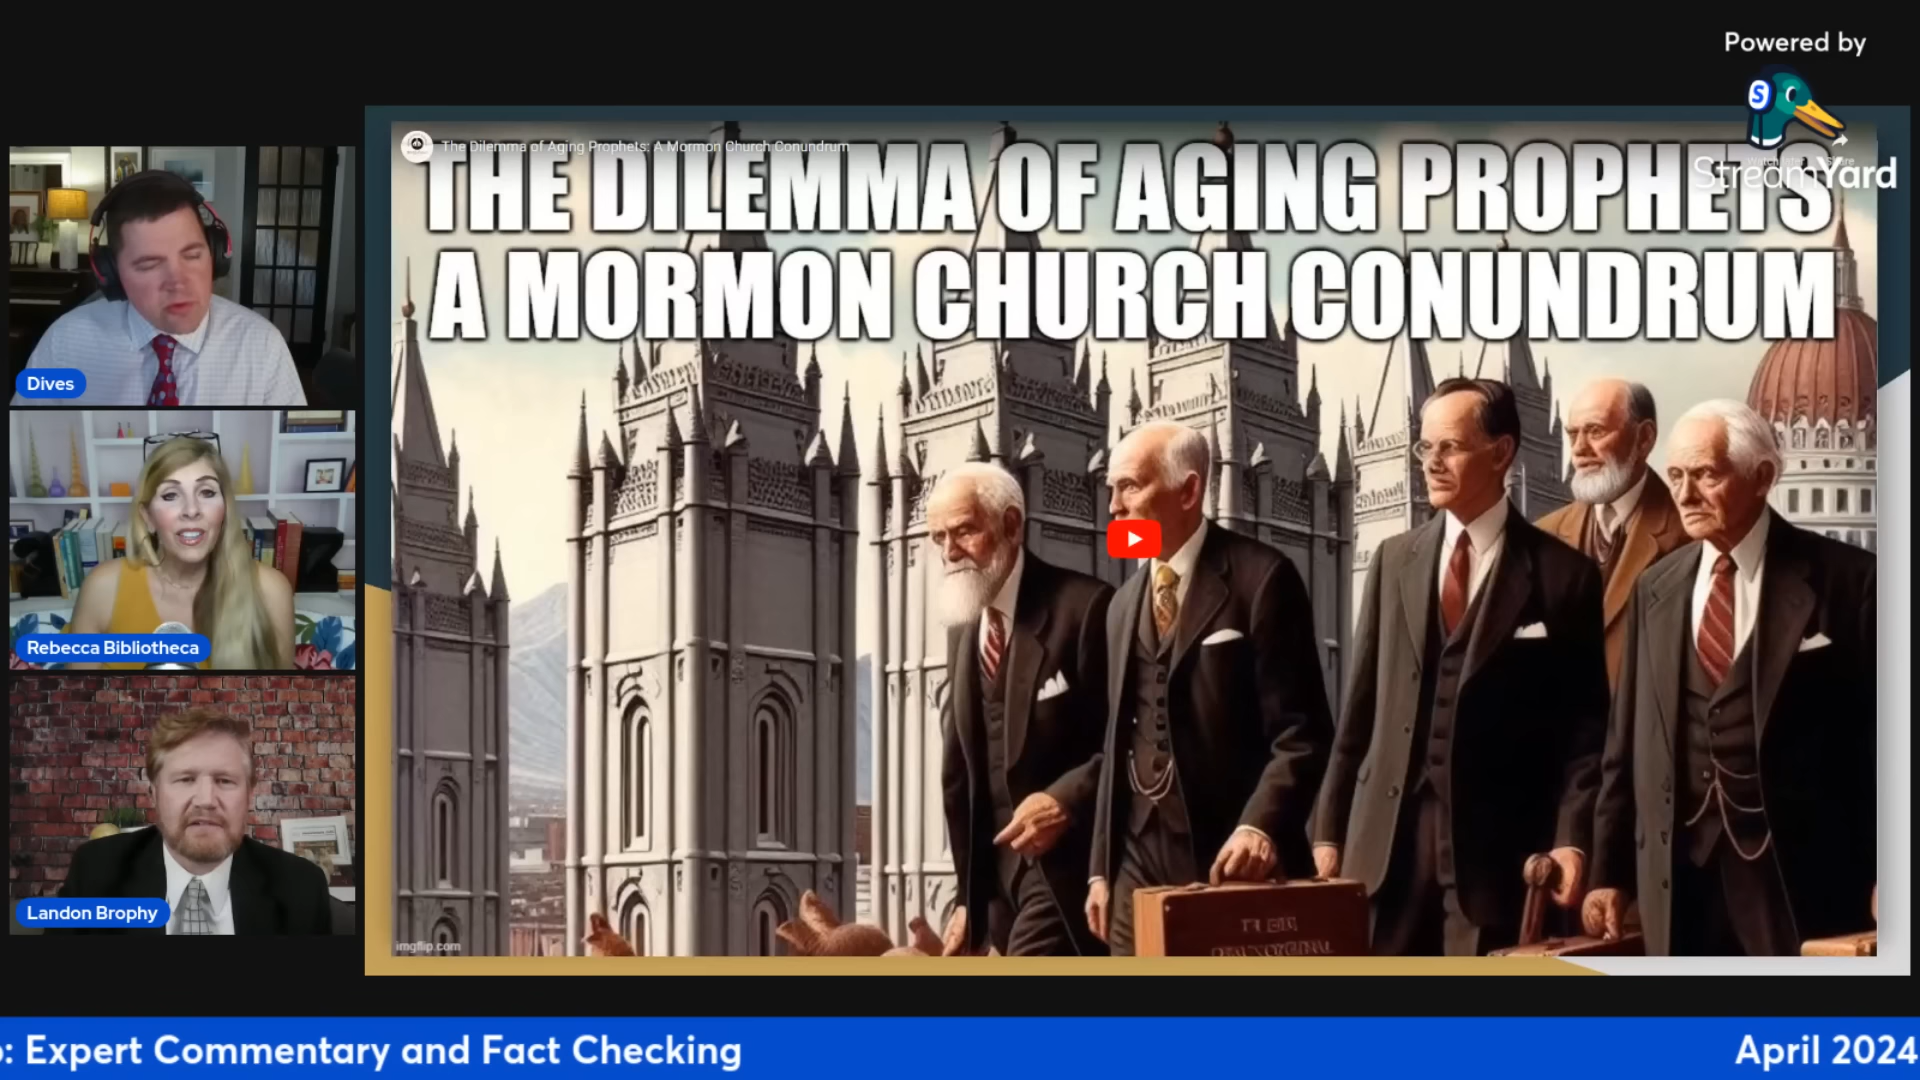 Powered by
StreamYard
The Dilemma of Aging Prophets: A Mormon Church Conundrum
THE DILEMMA OF AGING PROPHETS
A MORMON CHURCH CONUNDRUM
Dives
Rebecca Bibliotheca
Landon Brophy
imgflip.com
: Expert Commentary and Fact Checking
April 2024